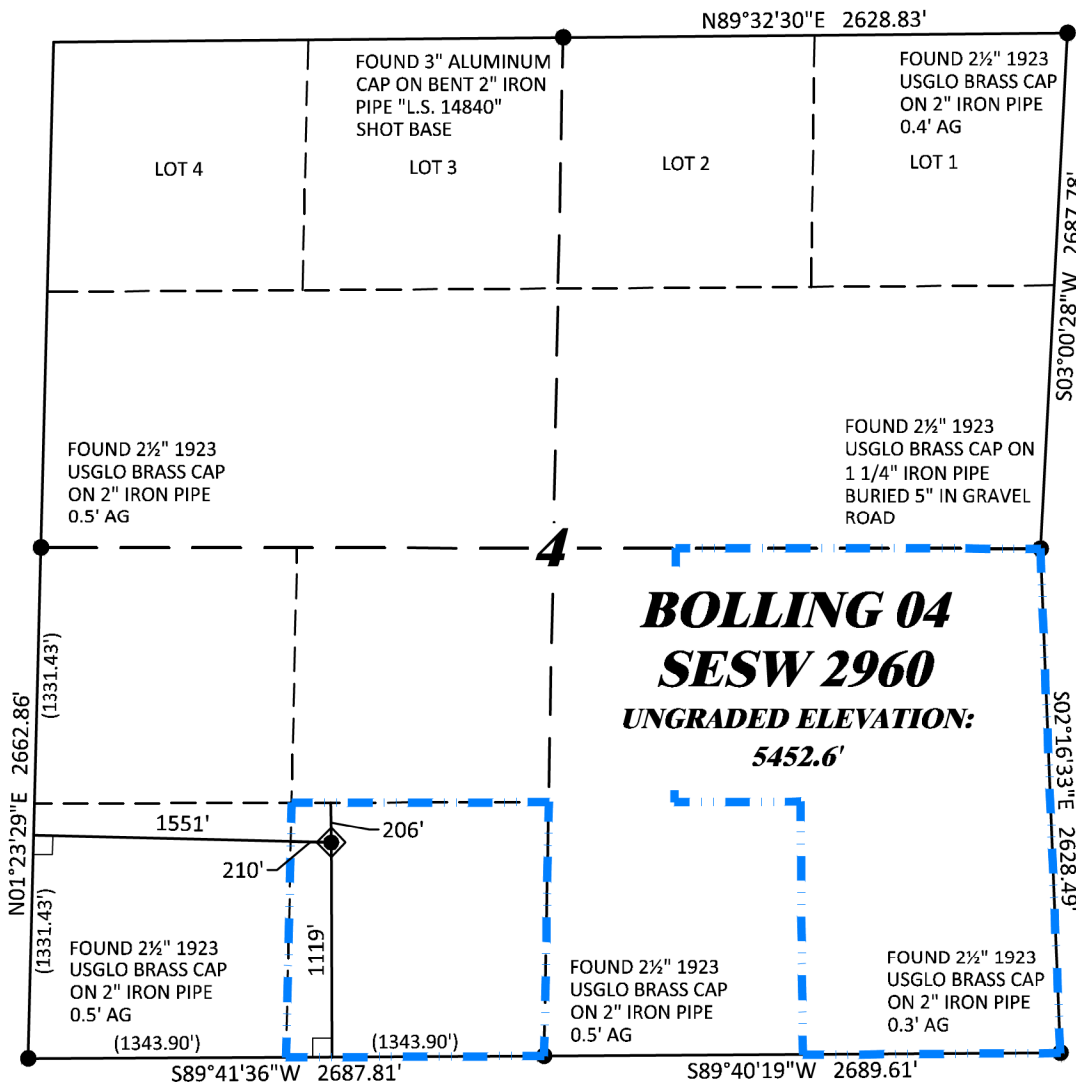 N89°32'30"E 2628.83'
FOUND 3" ALUMINUM
CAP ON BENT 2" IRON
PIPE "L.S. 14840"
SHOT BASE
FOUND 2½" 1923
USGLO BRASS CAP
ON 2" IRON PIPE
0.4' AG
LOT 4
LOT 3
LOT 2
LOT 1
S03°00'28"W 2687.78'
FOUND 2½" 1923
USGLO BRASS CAP
ON 2" IRON PIPE
0.5' AG
FOUND 2½" 1923
USGLO BRASS CAP ON
1 1/4" IRON PIPE
BURIED 5" IN GRAVEL
ROAD
4
BOLLING 04
SESW 2960
UNGRADED ELEVATION:
5452.6'
(1331.43')
N01°23'29"E 2662.86'
(1331.43')
S02°16'33"E 2628.49'
1551'
206'
210'
1119'
FOUND 2½" 1923
USGLO BRASS CAP
ON 2" IRON PIPE
0.5' AG
FOUND 2½" 1923
USGLO BRASS CAP
ON 2" IRON PIPE
0.5' AG
FOUND 2½" 1923
USGLO BRASS CAP
ON 2" IRON PIPE
0.3' AG
(1343.90')
(1343.90')
S89°41'36"W 2687.81'
S89°40'19"W 2689.61'